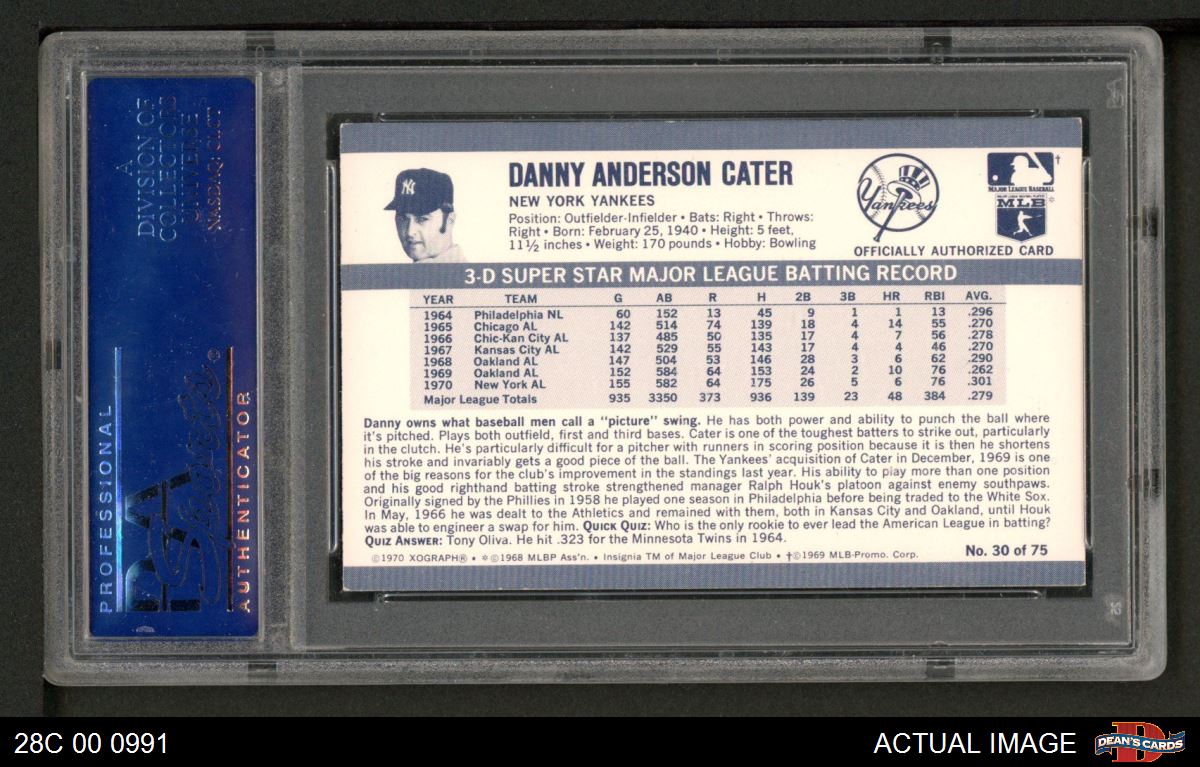 A
DIVISION OF
COLLECTORS
UNIVERSE
NASDAQ: CLCT
PROFESSIONAL
PSA
AUTHENTICATOR
DANNY ANDERSON CATER
NEW YORK YANKEES
Position: Outfielder-Infielder • Bats: Right • Throws:
Right • Born: February 25, 1940 • Height: 5 feet,
11½ inches • Weight: 170 pounds • Hobby: Bowling
Yankees
MAJOR LEAGUE BASEBALL †
MLB *
OFFICIALLY AUTHORIZED CARD
3-D SUPER STAR MAJOR LEAGUE BATTING RECORD
YEAR TEAM G AB R H 2B 3B HR RBI AVG.
1964 Philadelphia NL 60 152 13 45 9 1 1 13 .296
1965 Chicago AL 142 514 74 139 18 4 14 55 .270
1966 Chic-Kan City AL 137 485 50 135 17 4 7 56 .278
1967 Kansas City AL 142 529 55 143 17 4 4 46 .270
1968 Oakland AL 147 504 53 146 28 3 6 62 .290
1969 Oakland AL 152 584 64 153 24 2 10 76 .262
1970 New York AL 155 582 64 175 26 5 6 76 .301
Major League Totals 935 3350 373 936 139 23 48 384 .279
Danny owns what baseball men call a "picture" swing. He has both power and ability to punch the ball where
it's pitched. Plays both outfield, first and third bases. Cater is one of the toughest batters to strike out, particularly
in the clutch. He's particularly difficult for a pitcher with runners in scoring position because it is then he shortens
his stroke and invariably gets a good piece of the ball. The Yankees' acquisition of Cater in December, 1969 is one
of the big reasons for the club's improvement in the standings last year. His ability to play more than one position
and his good righthand batting stroke strengthened manager Ralph Houk's platoon against enemy southpaws.
Originally signed by the Phillies in 1958 he played one season in Philadelphia before being traded to the White Sox.
In May, 1966 he was dealt to the Athletics and remained with them, both in Kansas City and Oakland, until Houk
was able to engineer a swap for him. QUICK QUIZ: Who is the only rookie to ever lead the American League in batting?
QUIZ ANSWER: Tony Oliva. He hit .323 for the Minnesota Twins in 1964.
©1970 XOGRAPH® • *©1968 MLBP Ass'n. • Insignia TM of Major League Club • †©1969 MLB-Promo. Corp.
No. 30 of 75
28C 00 0991
ACTUAL IMAGE
DEAN'S CARDS